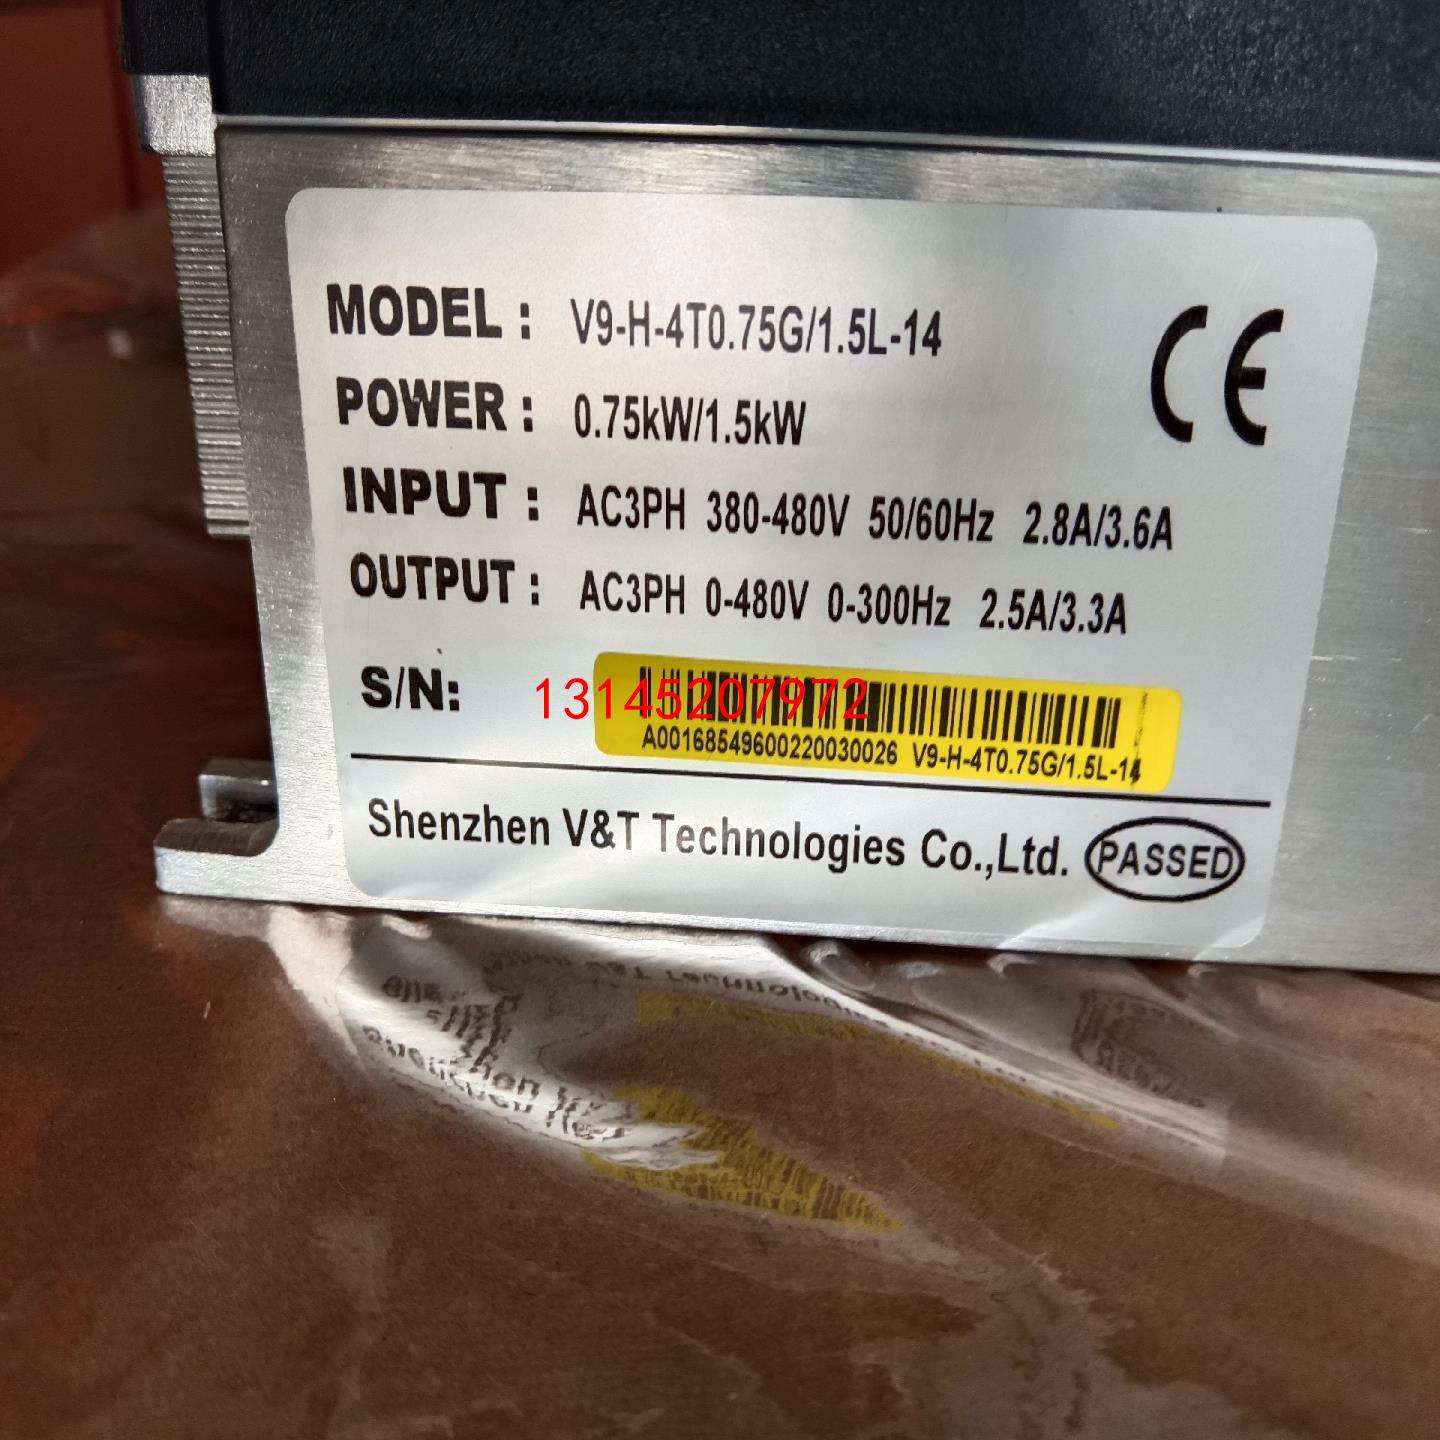 MODEL: V9-H-4T0.75G/1.5L-14
CE
POWER: 0.75kW/1.5kW
INPUT: AC3PH 380-480V 50/60Hz 2.8A/3.6A
OUTPUT: AC3PH 0-480V 0-300Hz 2.5A/3.3A
S/N:
13145207972
A00168549600220030026 V9-H-4T0.75G/1.5L-14
Shenzhen V&T Technologies Co.,Ltd. PASSED